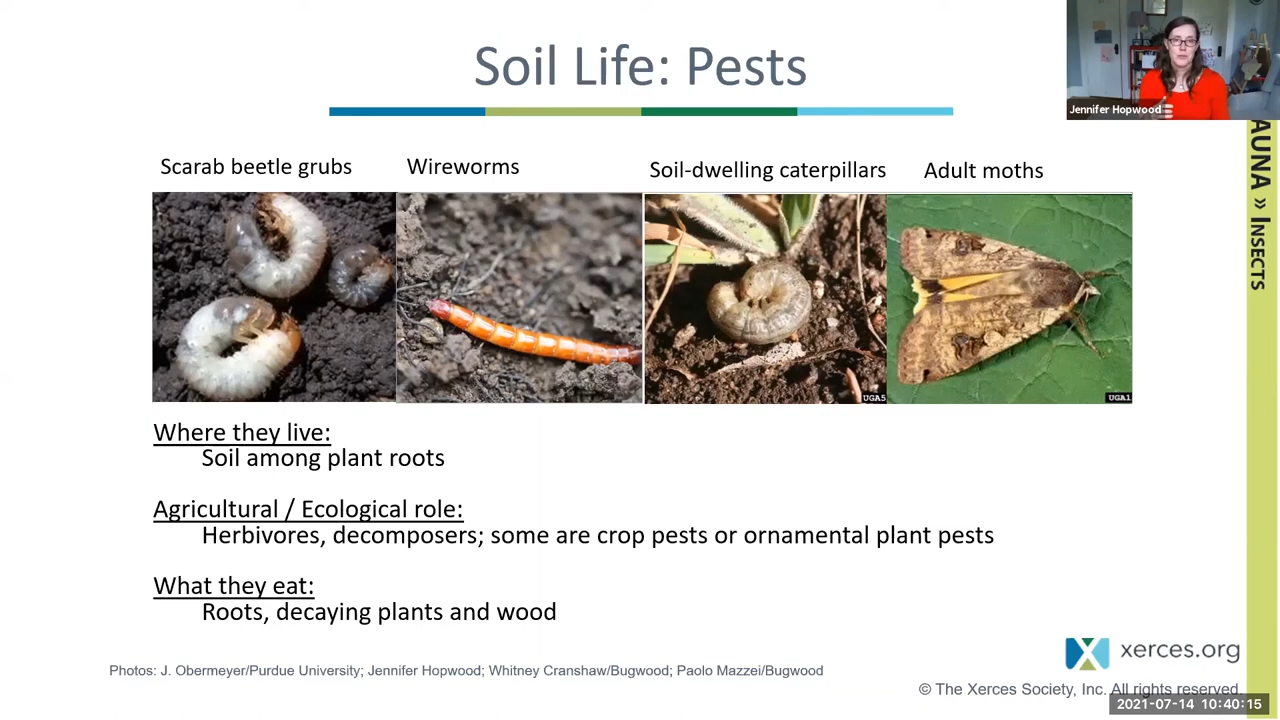 Soil Life: Pests
Jennifer Hopwood
AUNA » INSECTS
Scarab beetle grubs
Wireworms
Soil-dwelling caterpillars
Adult moths
UGA5
UGA1
Where they live:
Soil among plant roots
Agricultural / Ecological role:
Herbivores, decomposers; some are crop pests or ornamental plant pests
What they eat:
Roots, decaying plants and wood
Photos: J. Obermeyer/Purdue University; Jennifer Hopwood; Whitney Cranshaw/Bugwood; Paolo Mazzei/Bugwood
xerces.org
© The Xerces Society, Inc. All rights reserved.
2021-07-14 10:40:15